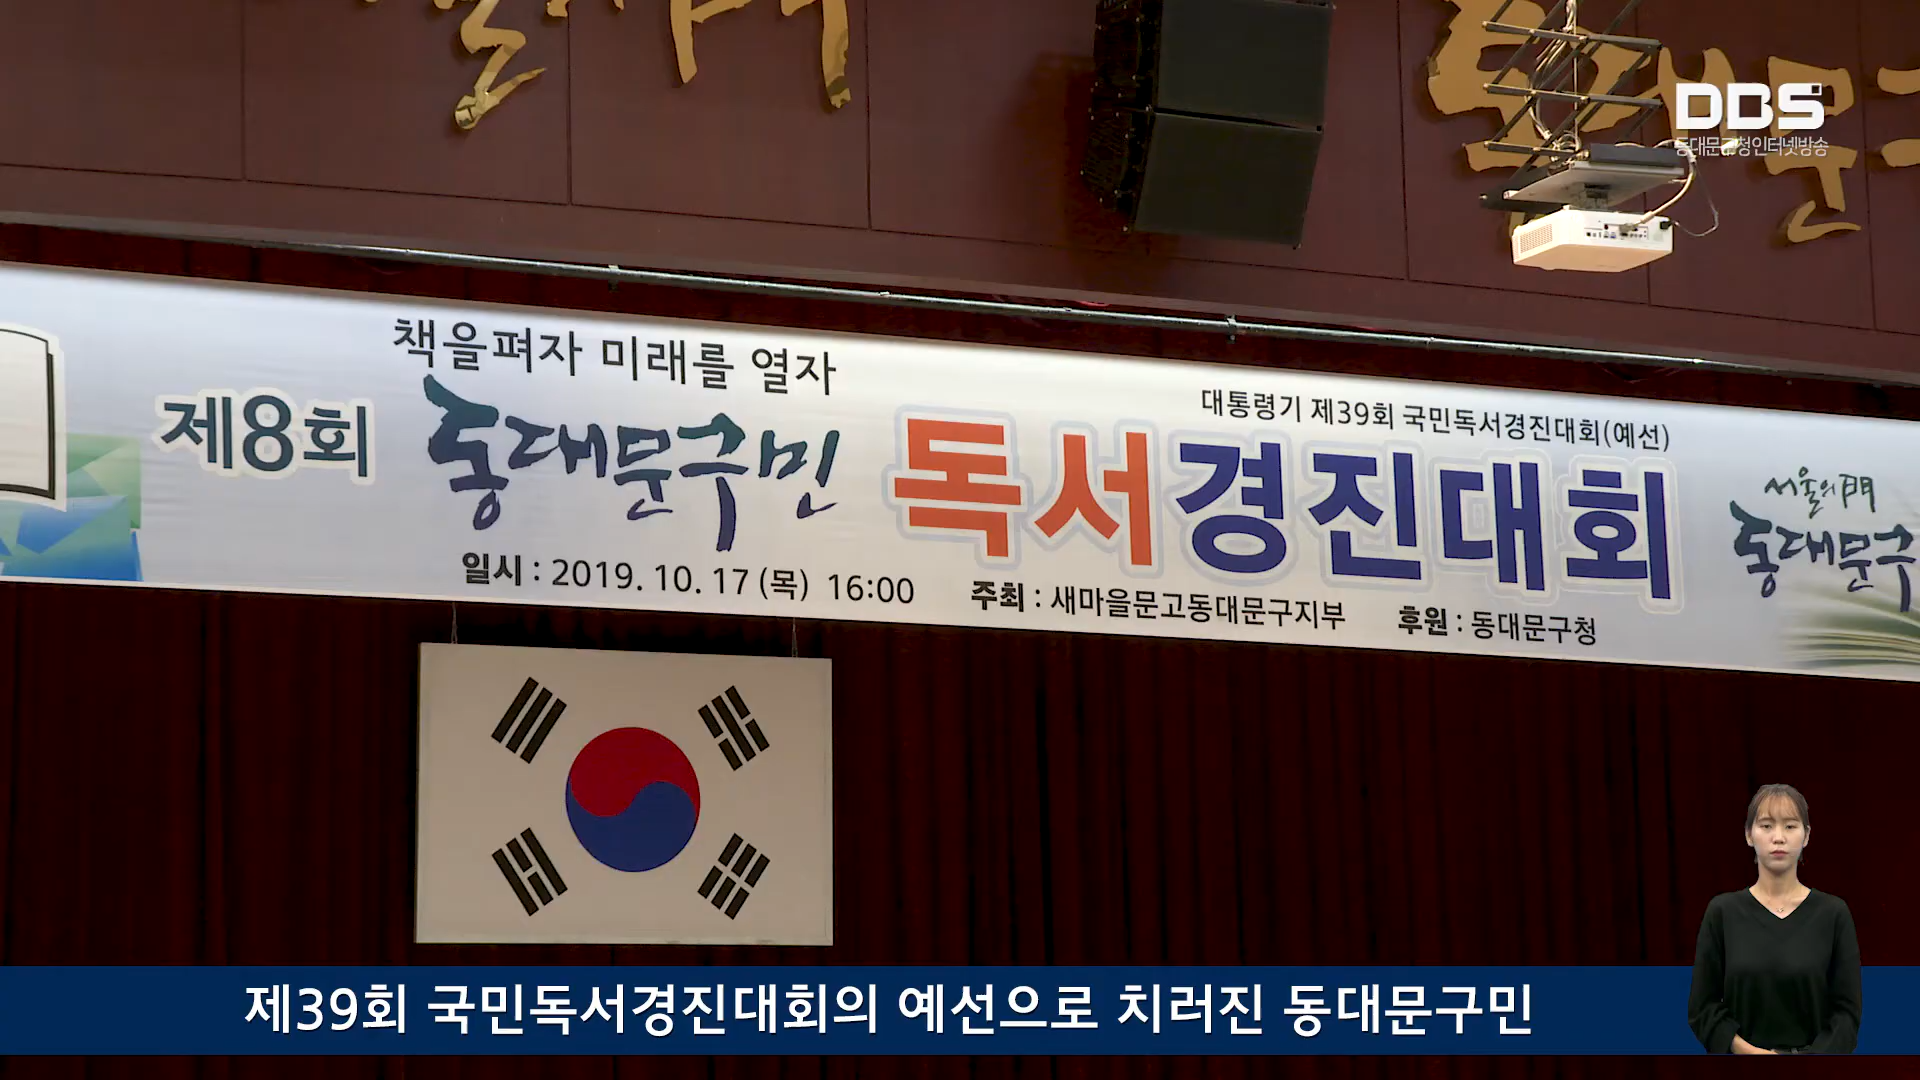 동대문구
DBS
동대문구청인터넷방송
책을펴자 미래를 열자
대통령기 제39회 국민독서경진대회(예선)
제8회 동대문구민 독서경진대회
서울의門
동대문구
일시 : 2019. 10. 17 (목) 16:00 주최 : 새마을문고동대문구지부 후원 : 동대문구청
제39회 국민독서경진대회의 예선으로 치러진 동대문구민